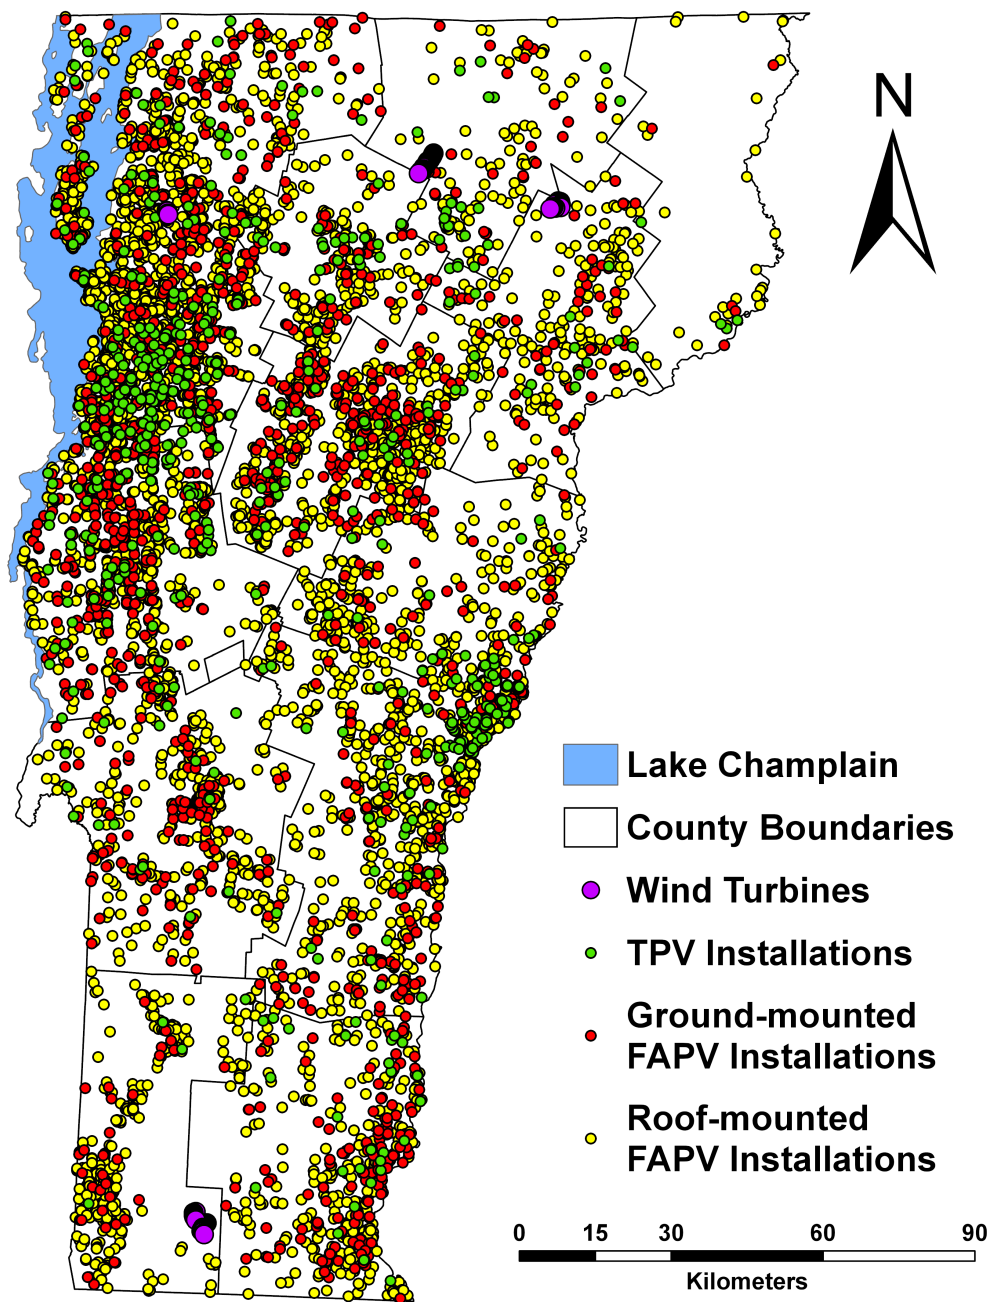 N
Lake Champlain
County Boundaries
Wind Turbines
TPV Installations
Ground-mounted
FAPV Installations
Roof-mounted
FAPV Installations
0 15 30 60 90
Kilometers